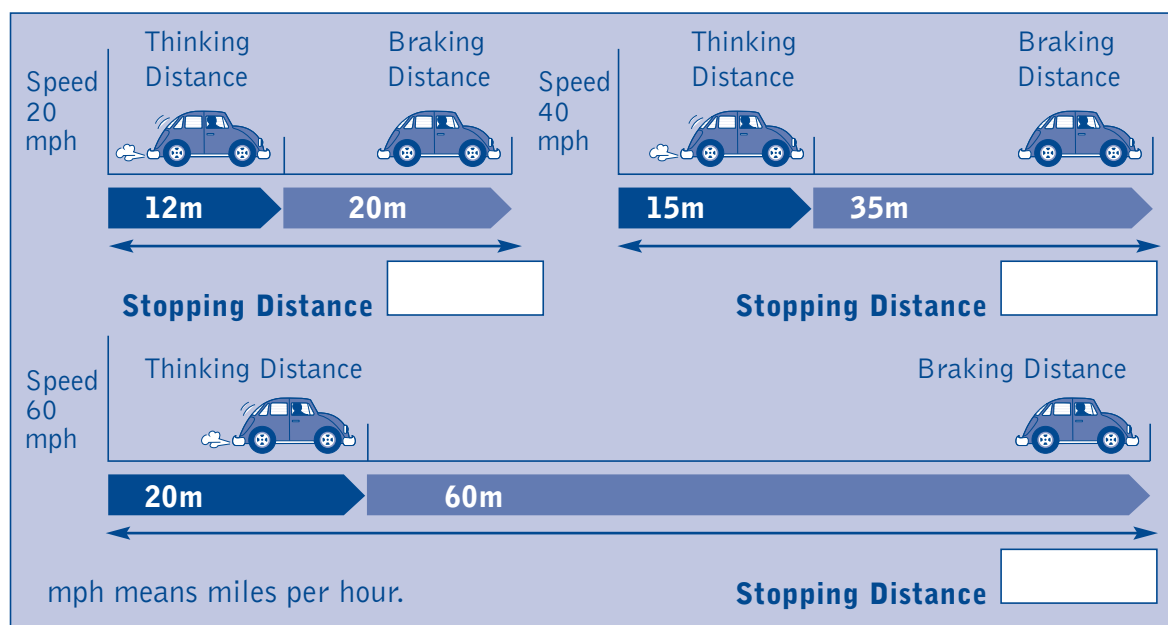 Thinking
Distance
Braking
Distance
Speed
20
mph
12m
20m
Stopping Distance
Thinking
Distance
Braking
Distance
Speed
40
mph
15m
35m
Stopping Distance
Thinking Distance
Braking Distance
Speed
60
mph
20m
60m
mph means miles per hour.
Stopping Distance